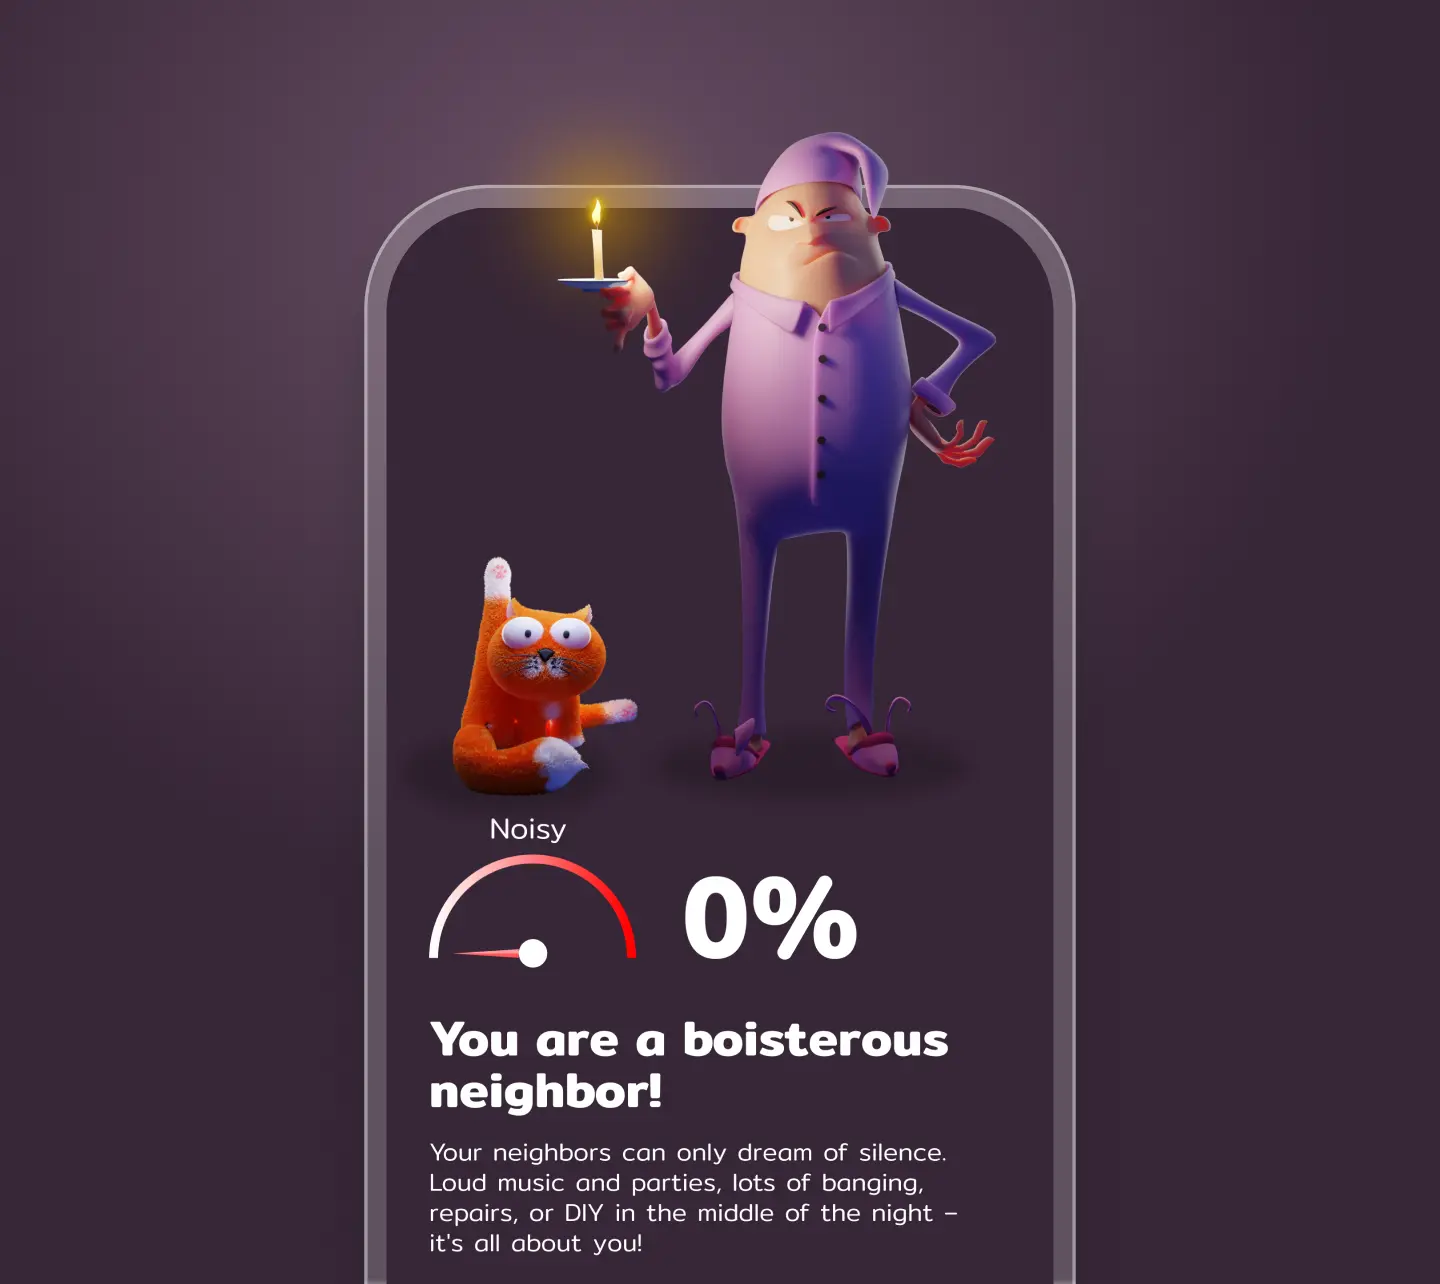 Noisy
0%
You are a boisterous
neighbor!
Your neighbors can only dream of silence.
Loud music and parties, lots of banging,
repairs, or DIY in the middle of the night –
it's all about you!